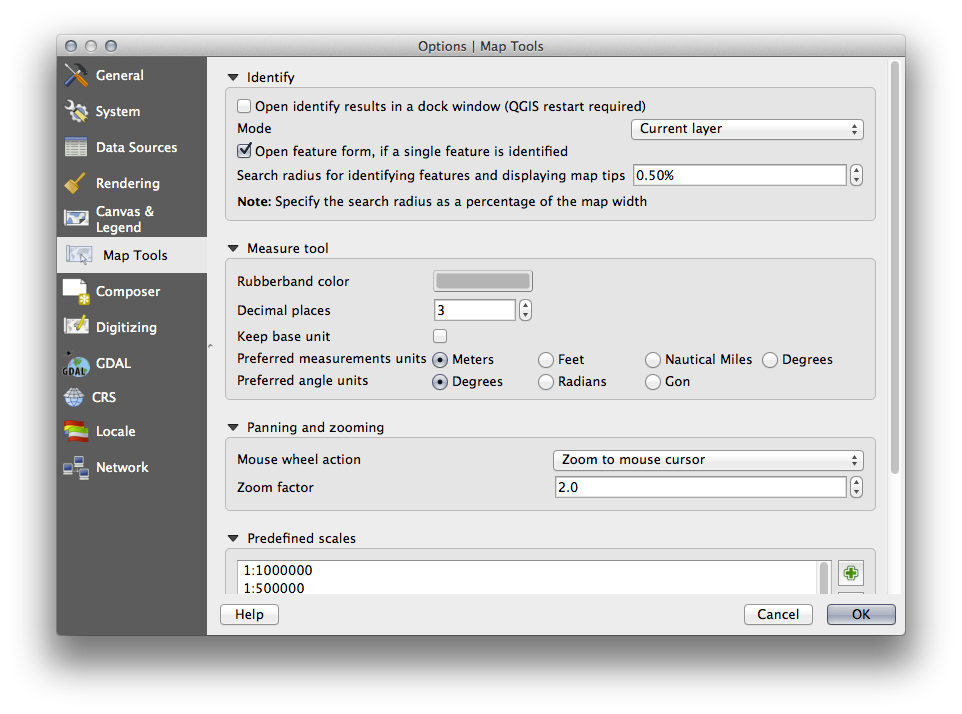 Options | Map Tools
General
System
Data Sources
Rendering
Canvas &
Legend
Map Tools
Composer
Digitizing
GDAL
GDAL
CRS
Locale
Network
Identify
Open identify results in a dock window (QGIS restart required)
Mode Current layer
Open feature form, if a single feature is identified
Search radius for identifying features and displaying map tips 0.50%
Note: Specify the search radius as a percentage of the map width
Measure tool
Rubberband color
Decimal places 3
Keep base unit
Preferred measurements units Meters Feet Nautical Miles Degrees
Preferred angle units Degrees Radians Gon
Panning and zooming
Mouse wheel action Zoom to mouse cursor
Zoom factor 2.0
Predefined scales
1:1000000
1:500000
Help Cancel OK